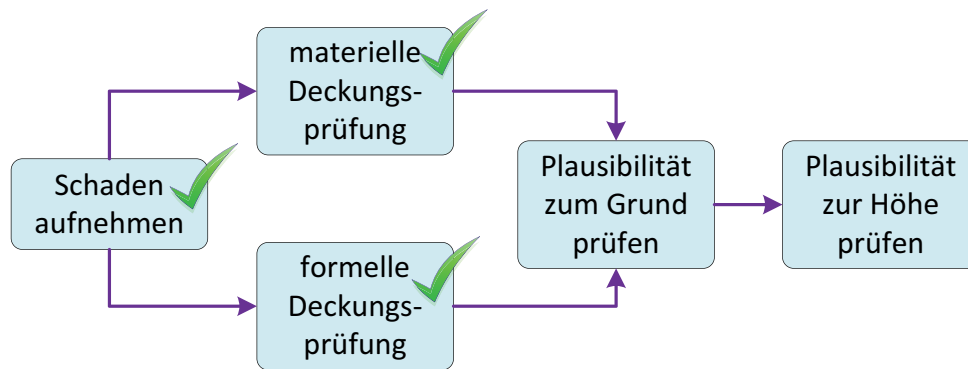 materielle
Deckungs-
prüfung
Schaden
aufnehmen
formelle
Deckungs-
prüfung
Plausibilität
zum Grund
prüfen
Plausibilität
zur Höhe
prüfen